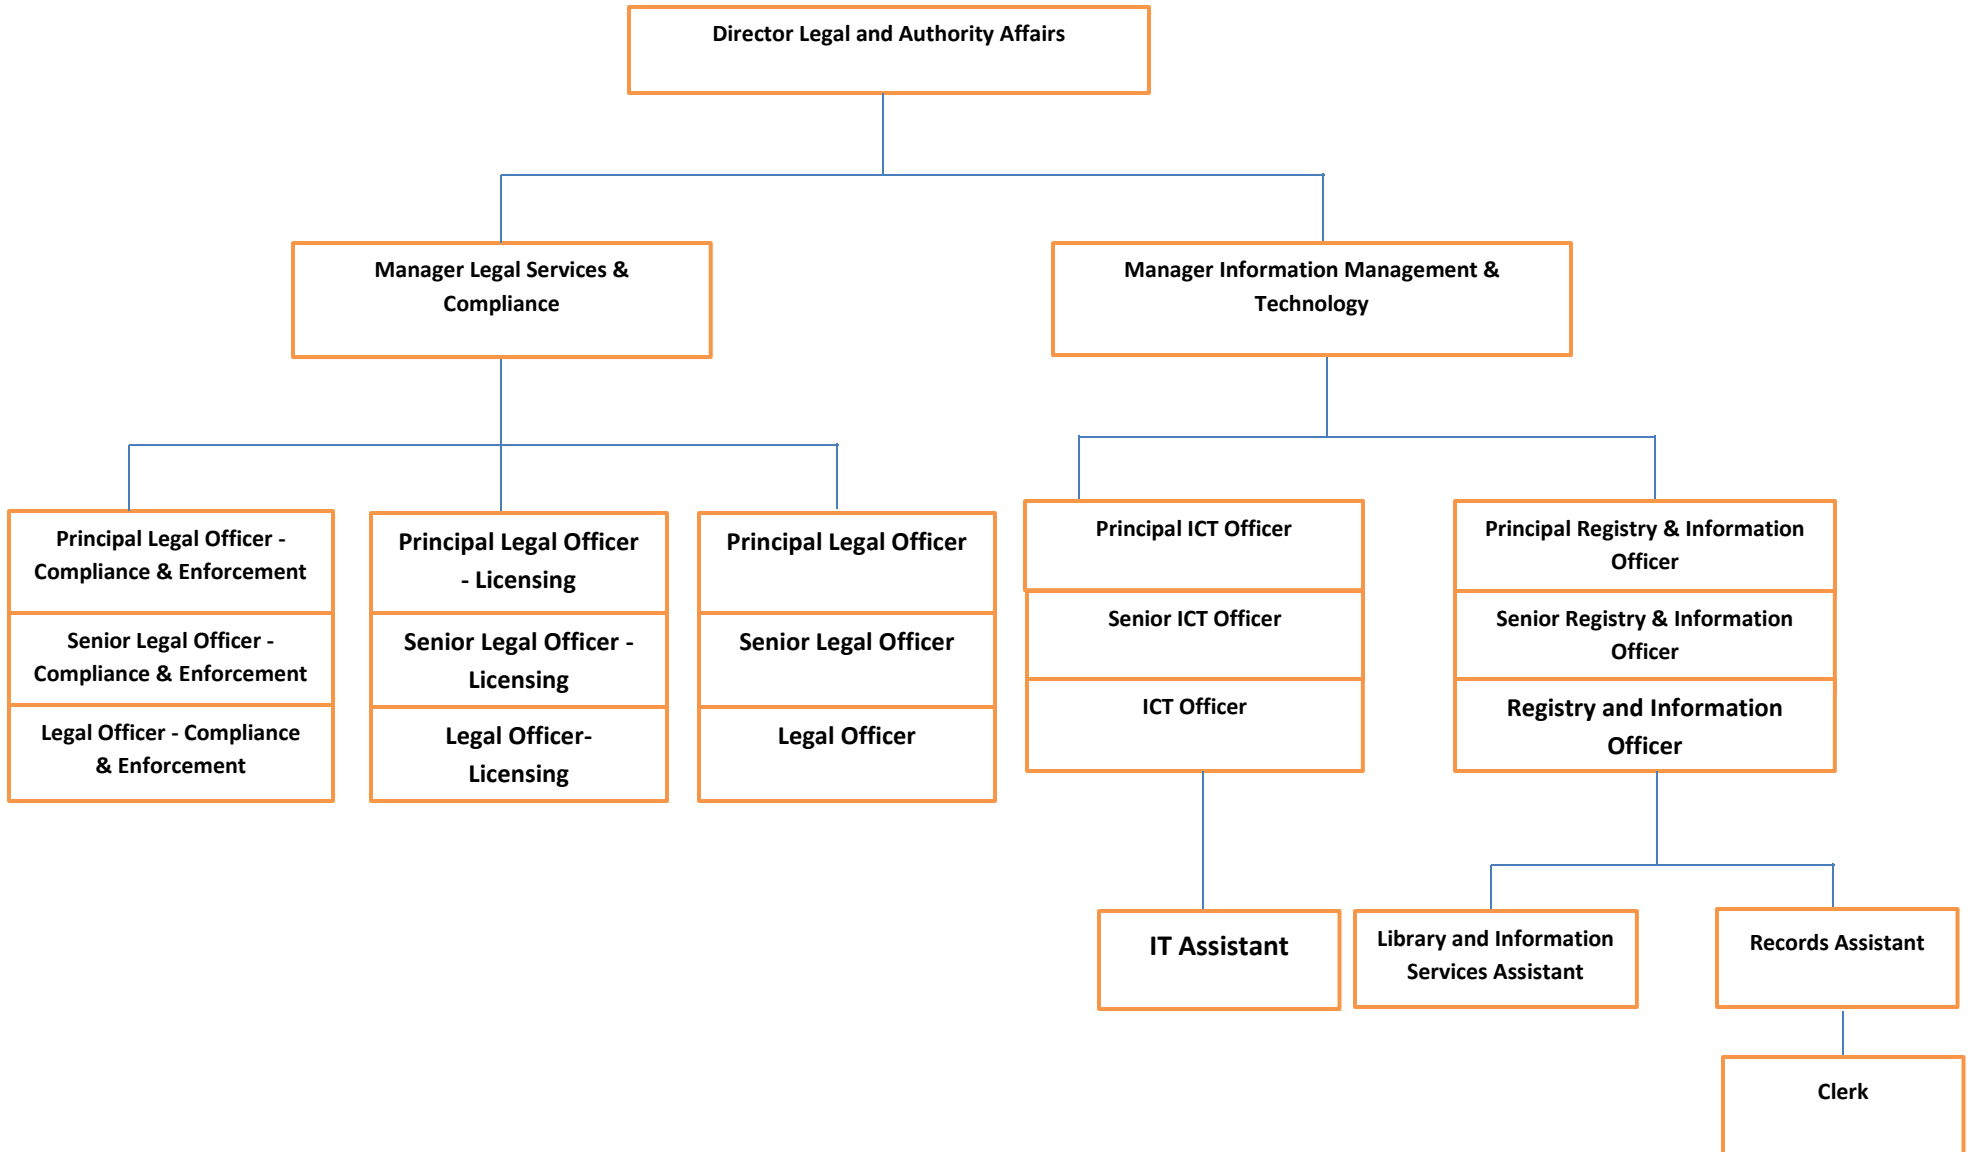 Director Legal and Authority Affairs
Manager Legal Services &
Compliance
Manager Information Management &
Technology
Principal Legal Officer -
Compliance & Enforcement
Senior Legal Officer -
Compliance & Enforcement
Legal Officer - Compliance
& Enforcement
Principal Legal Officer
- Licensing
Senior Legal Officer -
Licensing
Legal Officer-
Licensing
Principal Legal Officer
Senior Legal Officer
Legal Officer
Principal ICT Officer
Senior ICT Officer
ICT Officer
Principal Registry & Information
Officer
Senior Registry & Information
Officer
Registry and Information
Officer
IT Assistant
Library and Information
Services Assistant
Records Assistant
Clerk